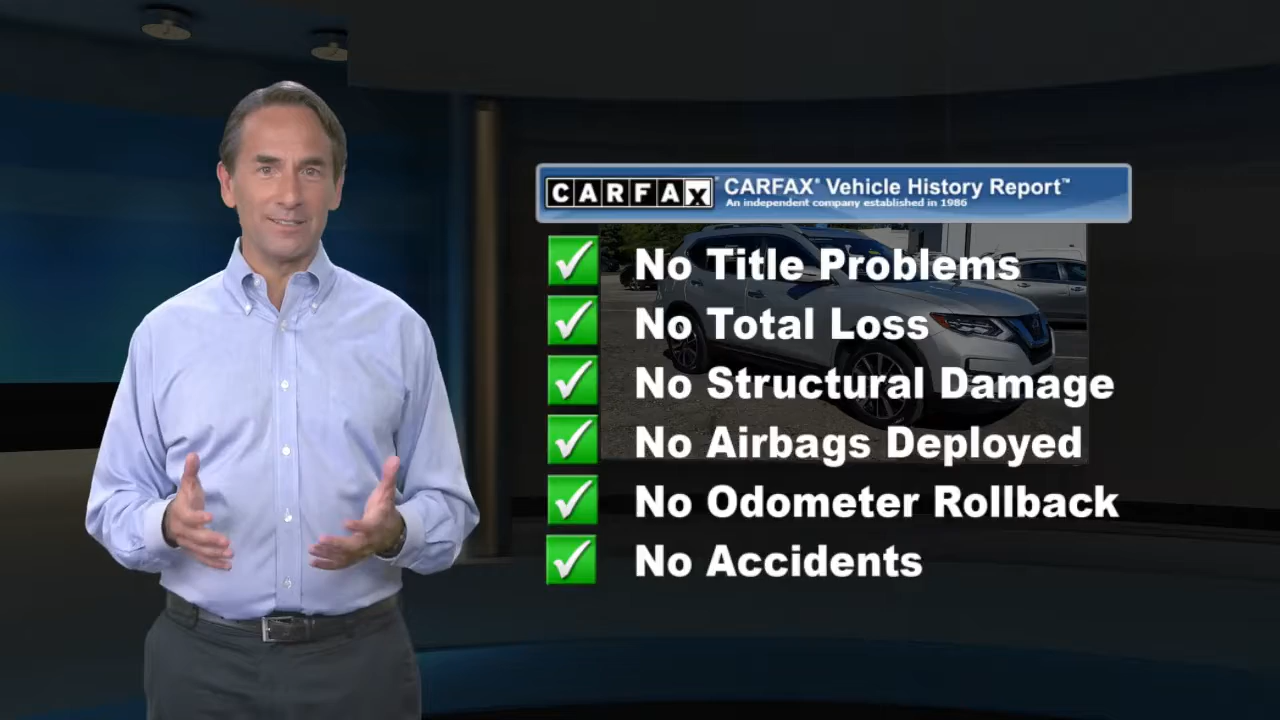 CARFAX CARFAX® Vehicle History Report™
An independent company established in 1986
No Title Problems
No Total Loss
No Structural Damage
No Airbags Deployed
No Odometer Rollback
No Accidents